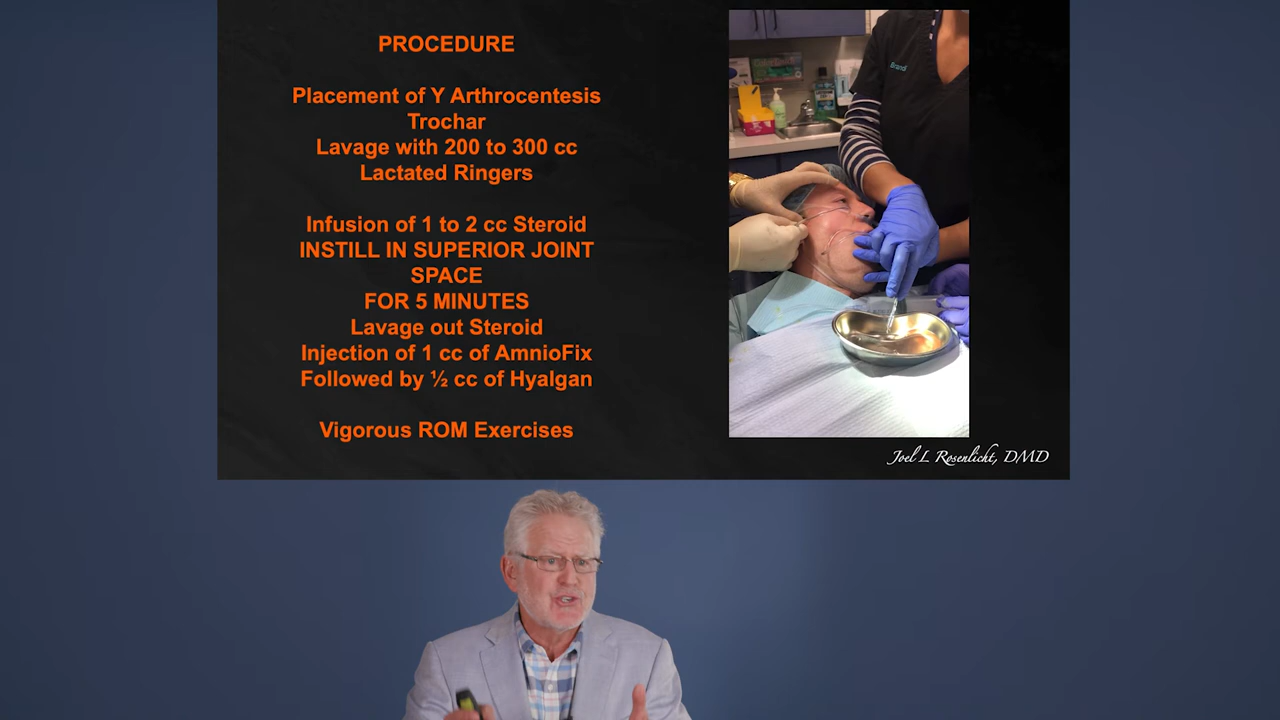 PROCEDURE
Placement of Y Arthrocentesis
Trochar
Lavage with 200 to 300 cc
Lactated Ringers
Infusion of 1 to 2 cc Steroid
INSTILL IN SUPERIOR JOINT
SPACE
FOR 5 MINUTES
Lavage out Steroid
Injection of 1 cc of AmnioFix
Followed by ½ cc of Hyalgan
Vigorous ROM Exercises
Joel L Rosenlicht, DMD